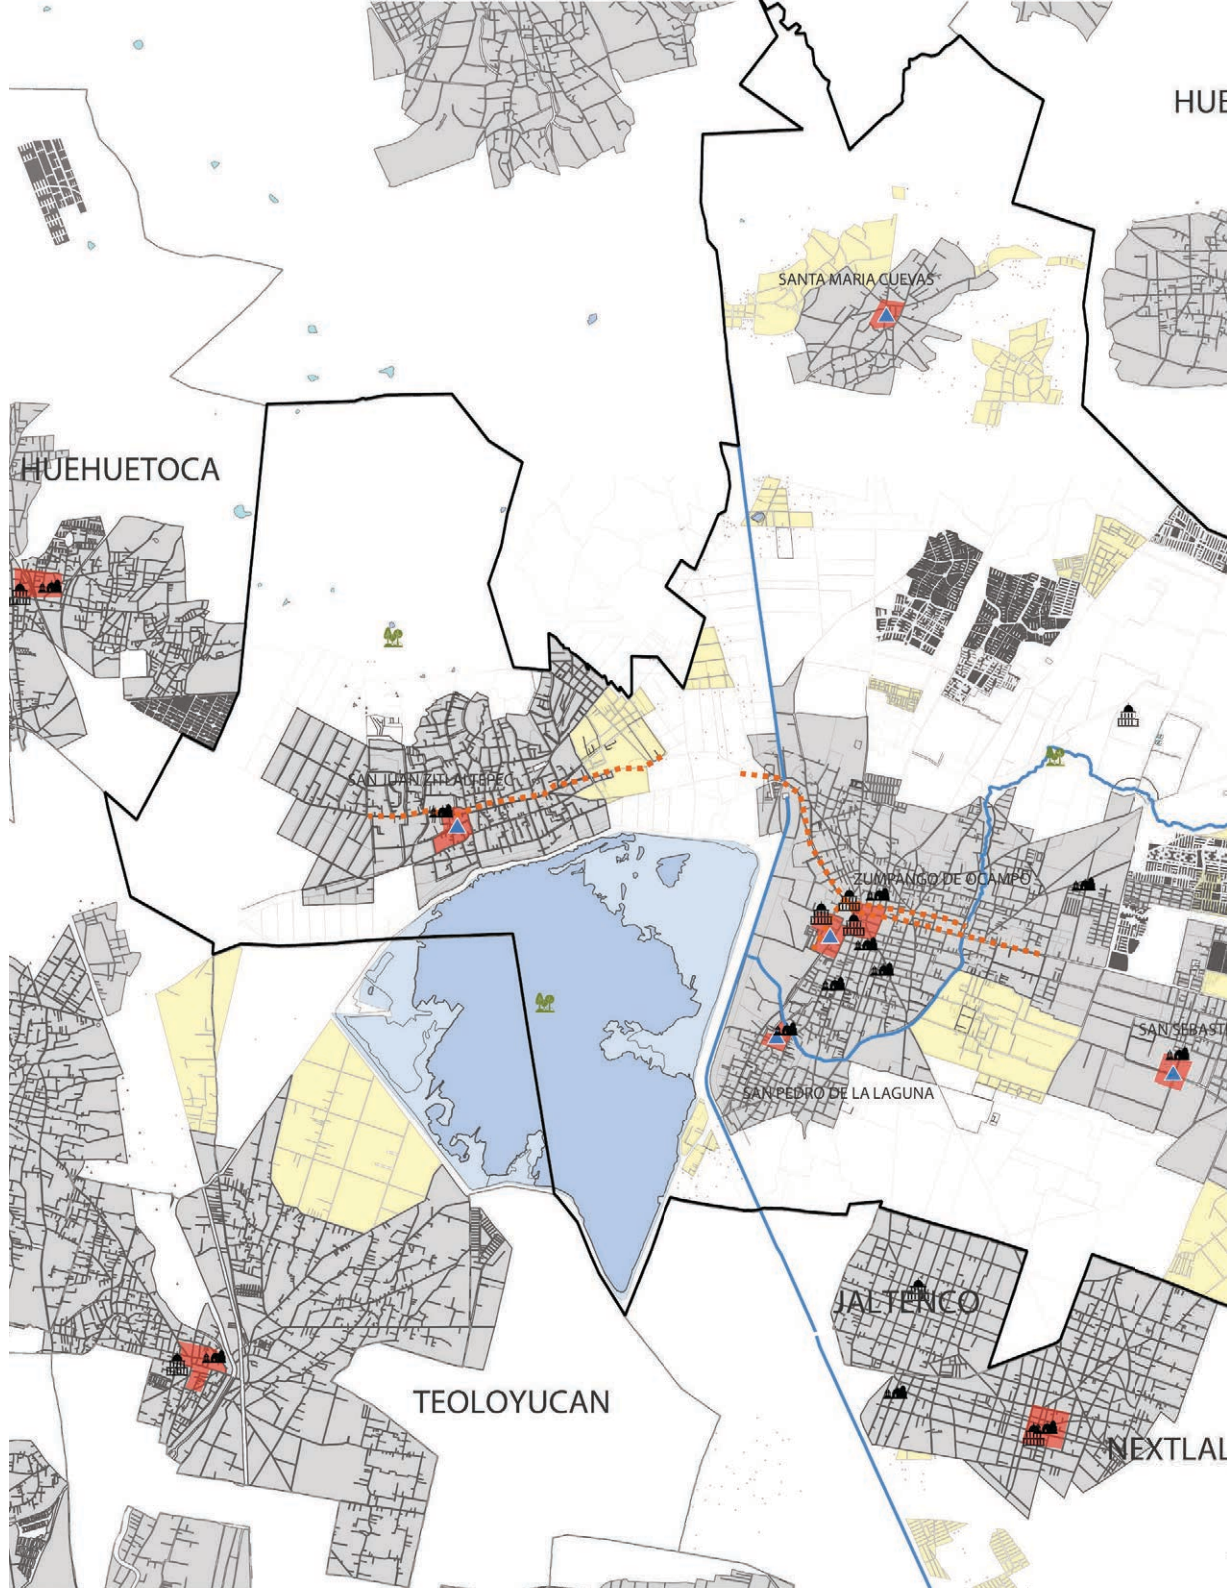 HUE
SANTA MARIA CUEVAS
HUEHUETOCA
SAN JUAN ZITLALTEPEC
ZUMPANGO DE OCAMPO
SAN SEBAST
SAN PEDRO DE LA LAGUNA
JALTENCO
TEOLOYUCAN
NEXTLAL